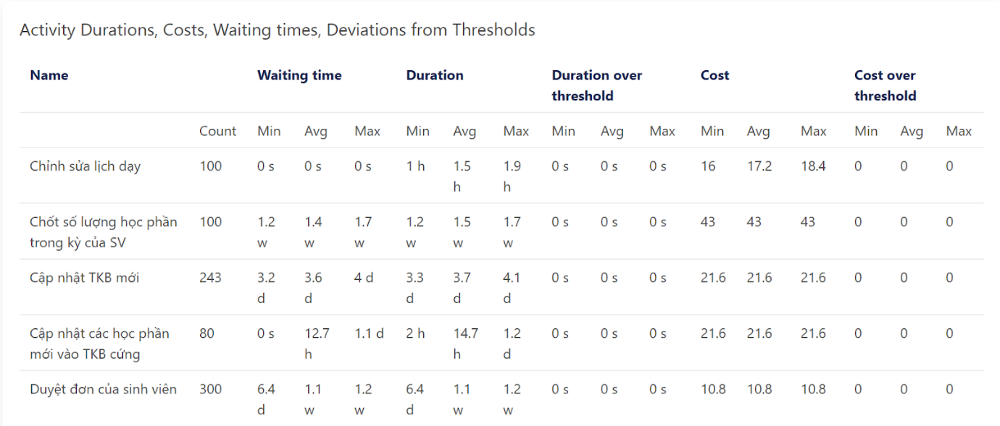 Activity Durations, Costs, Waiting times, Deviations from Thresholds
Name Waiting time Duration Duration over Cost Cost over
threshold threshold
Count Min Avg Max Min Avg Max Min Avg Max Min Avg Max Min Avg Max
Chỉnh sửa lịch dạy 100 0 s 0 s 0 s 1 h 1.5 1.9 0 s 0 s 0 s 16 17.2 18.4 0 0 0
h h
Chốt số lượng học phần 100 1.2 1.4 1.7 1.2 1.5 1.7 0 s 0 s 0 s 43 43 43 0 0 0
trong kỳ của SV w w w w w w
Cập nhật TKB mới 243 3.2 3.6 4 d 3.3 3.7 4.1 0 s 0 s 0 s 21.6 21.6 21.6 0 0 0
d d d d d
Cập nhật các học phần 80 0 s 12.7 1.1 d 2 h 14.7 1.2 0 s 0 s 0 s 21.6 21.6 21.6 0 0 0
mới vào TKB cứng h h d
Duyệt đơn của sinh viên 300 6.4 1.1 1.2 6.4 1.1 1.2 0 s 0 s 0 s 10.8 10.8 10.8 0 0 0
d w w d w w